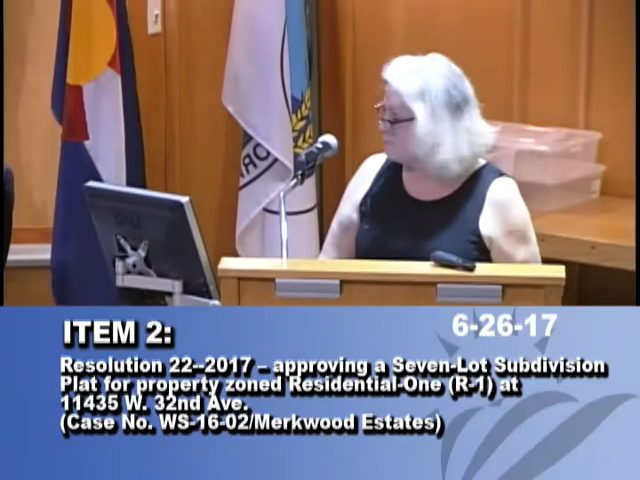 ITEM 2:
6-26-17
Resolution 22--2017 – approving a Seven-Lot Subdivision
Plat for property zoned Residential-One (R-1) at
11435 W. 32nd Ave.
(Case No. WS-16-02/Merkwood Estates)
DELL